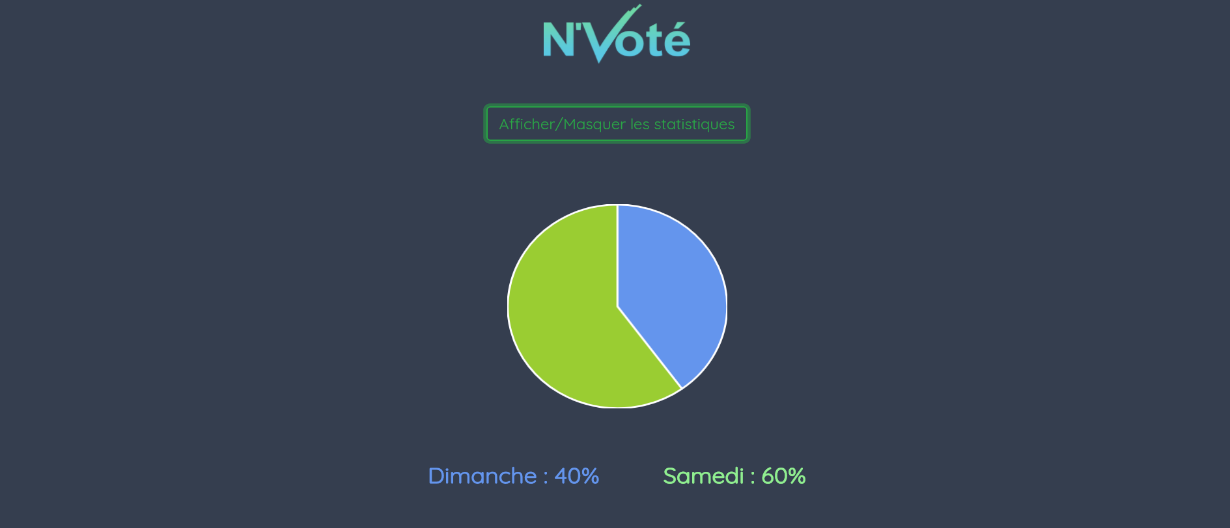 N'Voté
Afficher/Masquer les statistiques
Dimanche : 40%
Samedi : 60%